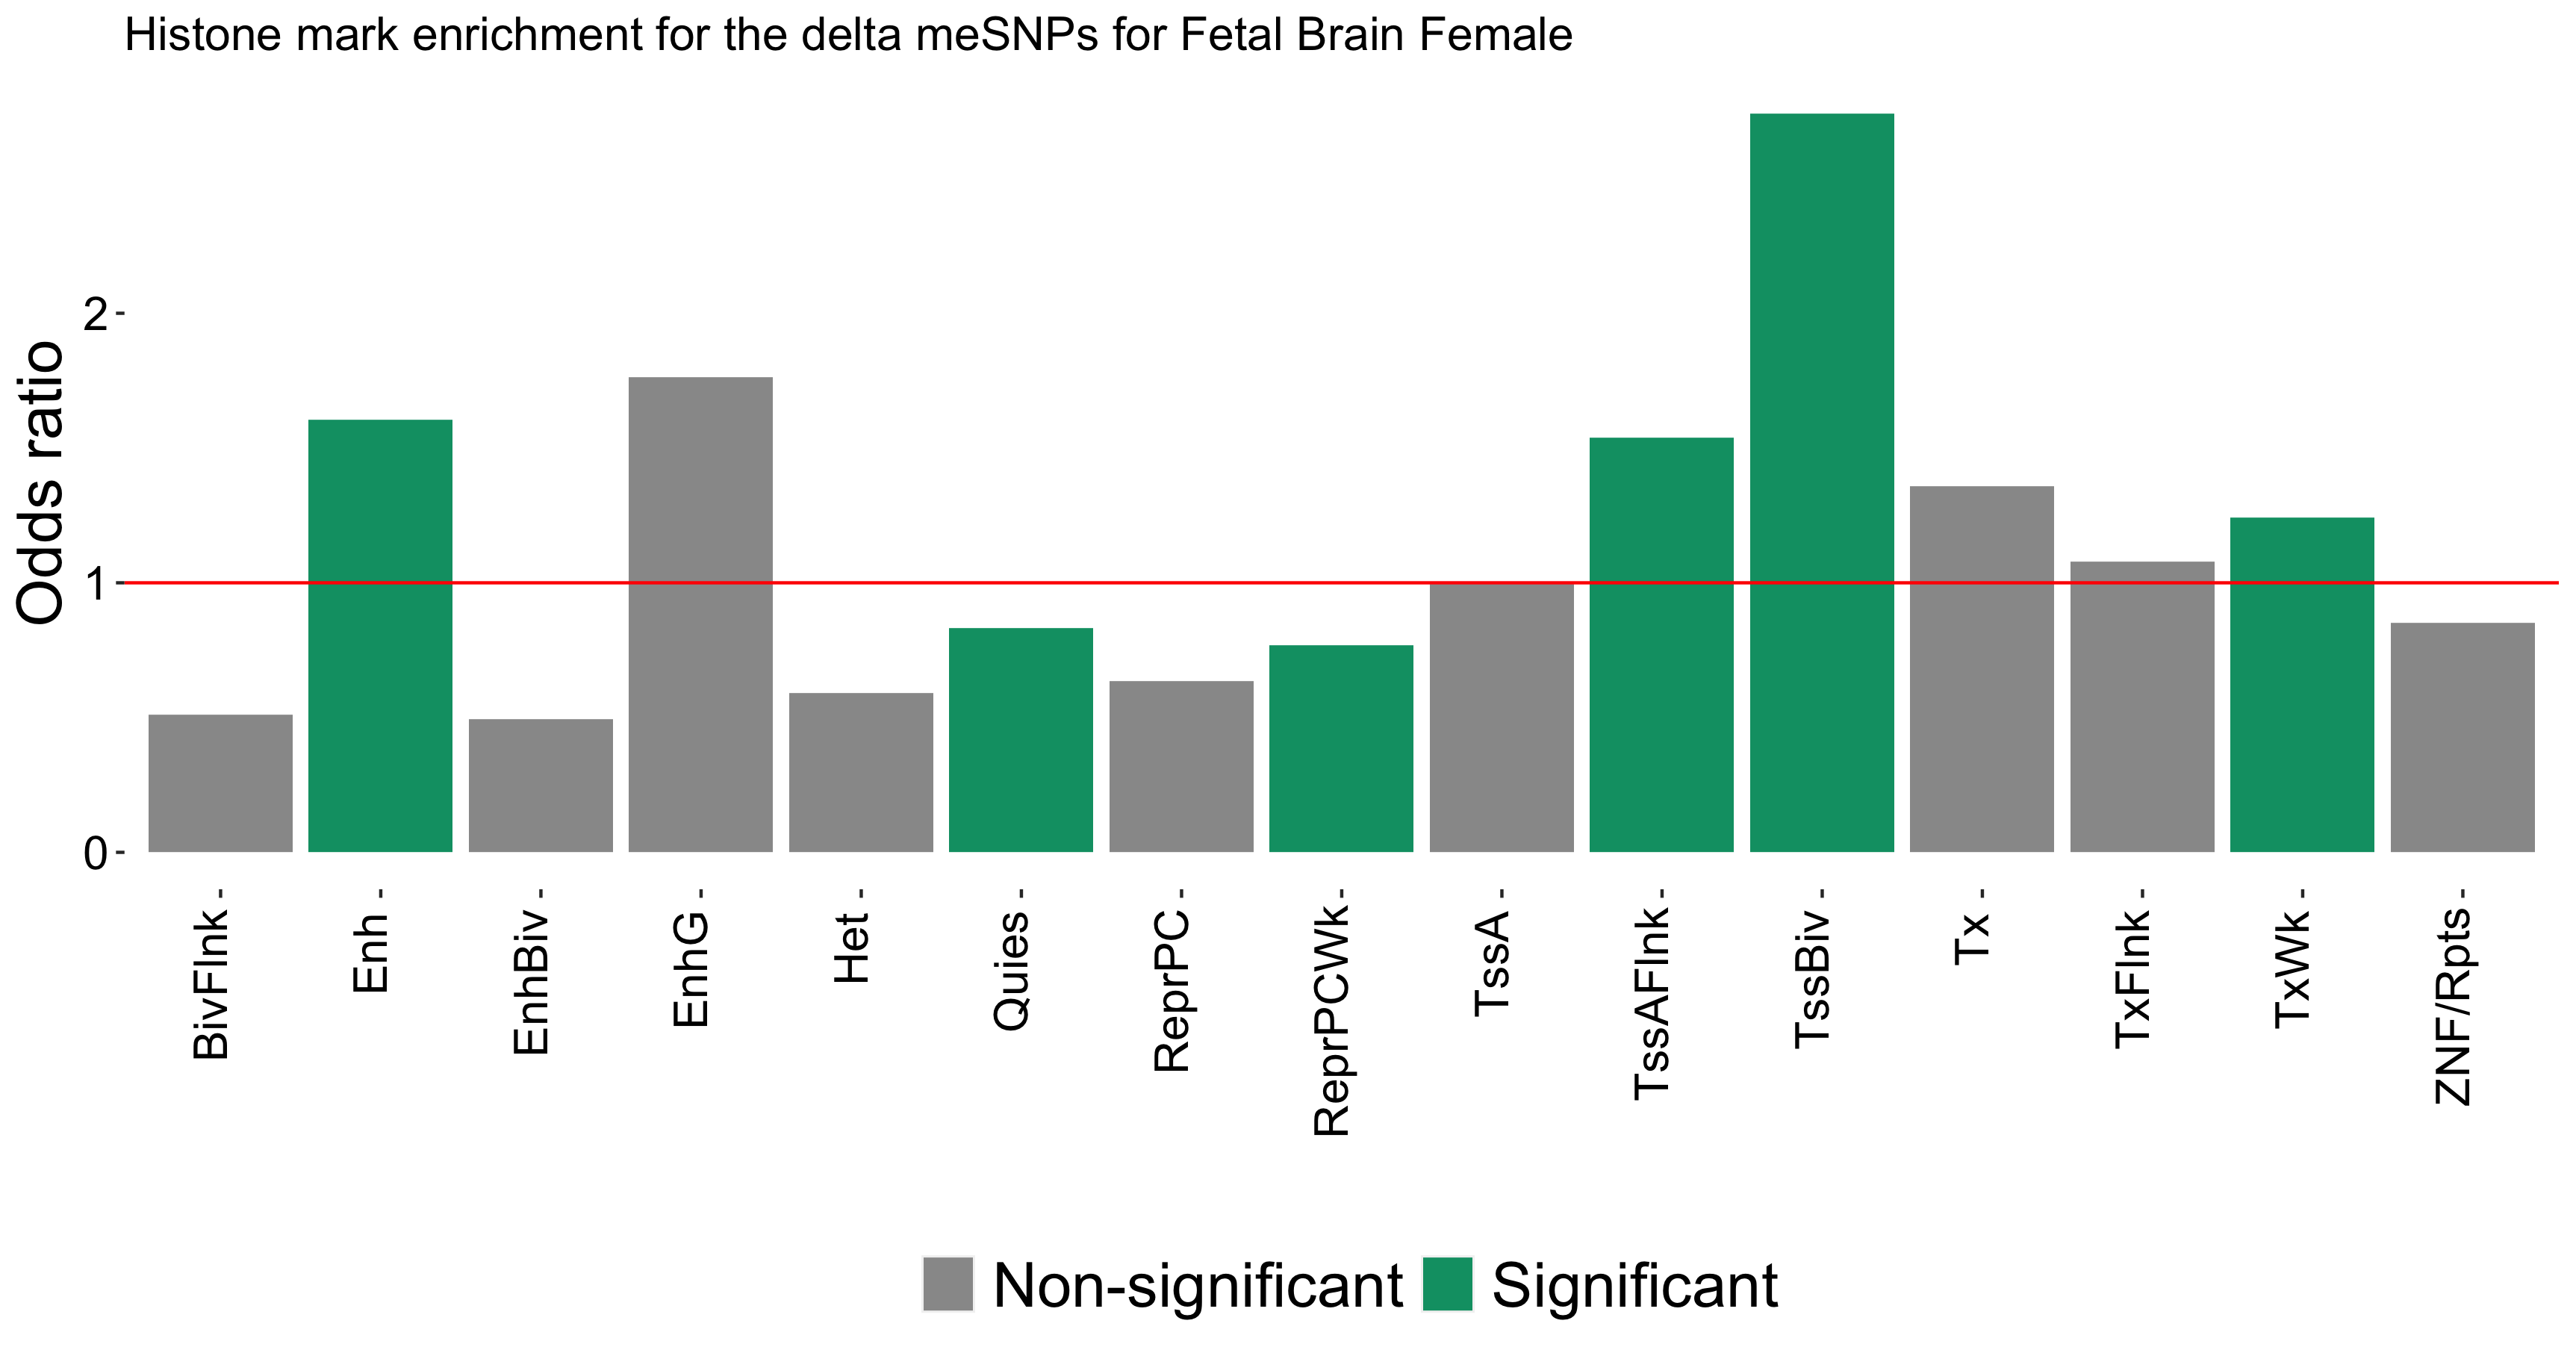 Histone mark enrichment for the delta meSNPs for Fetal Brain Female
Odds ratio
2
1
0
BivFlnk
Enh
EnhBiv
EnhG
Het
Quies
ReprPC
ReprPCWk
TssA
TssAFlnk
TssBiv
Tx
TxFlnk
TxWk
ZNF/Rpts
Non-significant
Significant